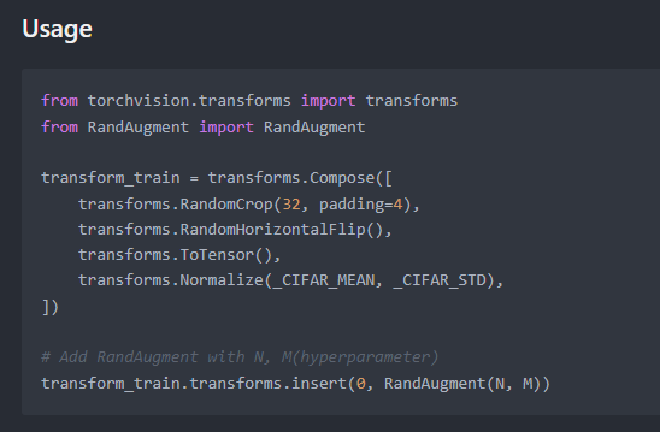 Usage
from torchvision.transforms import transforms
from RandAugment import RandAugment
transform_train = transforms.Compose([
    transforms.RandomCrop(32, padding=4),
    transforms.RandomHorizontalFlip(),
    transforms.ToTensor(),
    transforms.Normalize(_CIFAR_MEAN, _CIFAR_STD),
])
# Add RandAugment with N, M(hyperparameter)
transform_train.transforms.insert(0, RandAugment(N, M))